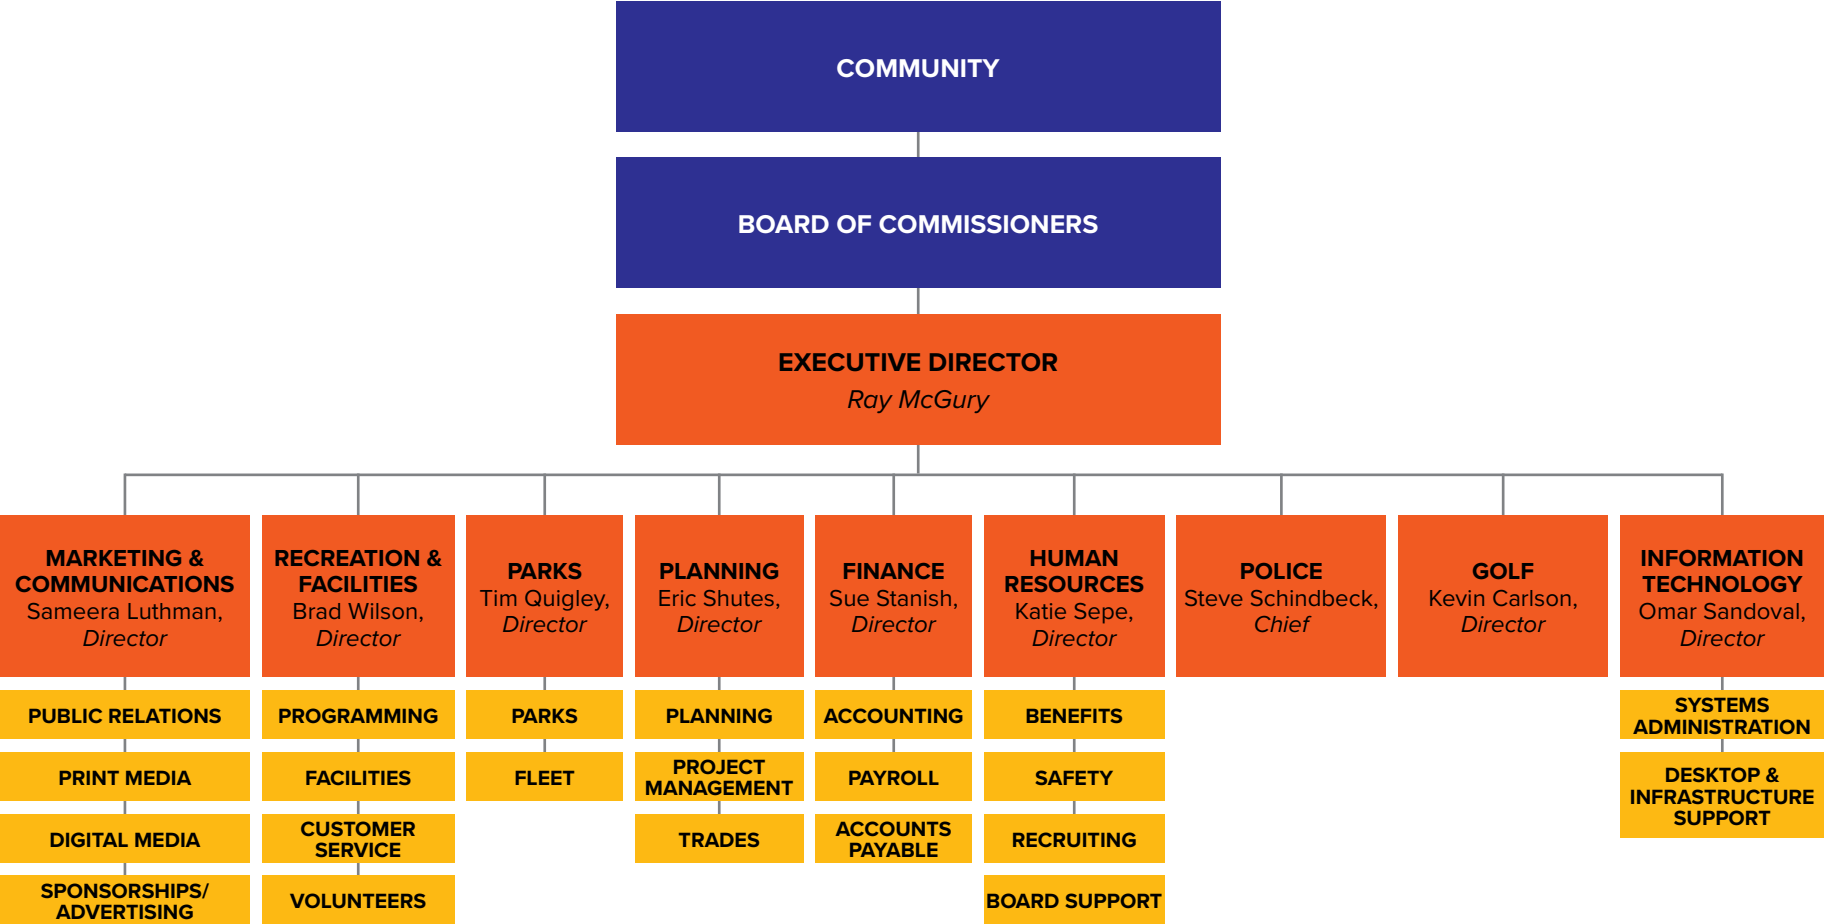 COMMUNITY
BOARD OF COMMISSIONERS
EXECUTIVE DIRECTOR
Ray McGury
MARKETING &
COMMUNICATIONS
Sameera Luthman,
Director
PUBLIC RELATIONS
PRINT MEDIA
DIGITAL MEDIA
SPONSORSHIPS/
ADVERTISING
RECREATION &
FACILITIES
Brad Wilson,
Director
PROGRAMMING
FACILITIES
CUSTOMER
SERVICE
VOLUNTEERS
PARKS
Tim Quigley,
Director
PARKS
FLEET
PLANNING
Eric Shutes,
Director
PLANNING
PROJECT
MANAGEMENT
TRADES
FINANCE
Sue Stanish,
Director
ACCOUNTING
PAYROLL
ACCOUNTS
PAYABLE
HUMAN
RESOURCES
Katie Sepe,
Director
BENEFITS
SAFETY
RECRUITING
BOARD SUPPORT
POLICE
Steve Schindbeck,
Chief
GOLF
Kevin Carlson,
Director
INFORMATION
TECHNOLOGY
Omar Sandoval,
Director
SYSTEMS
ADMINISTRATION
DESKTOP &
INFRASTRUCTURE
SUPPORT